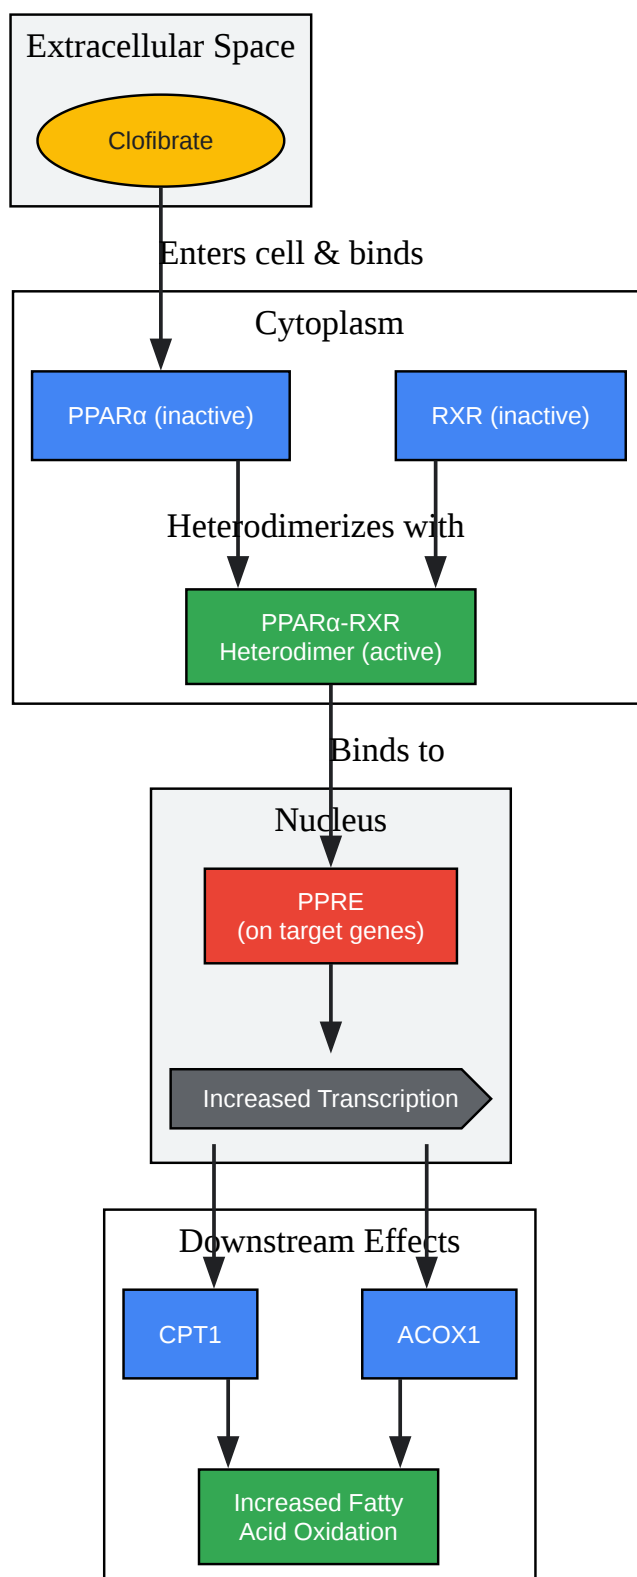 Extracellular Space
Clofibrate
Enters cell & binds
Cytoplasm
PPARα (inactive)
RXR (inactive)
Heterodimerizes with
PPARα-RXR
Heterodimer (active)
Binds to
Nucleus
PPRE
(on target genes)
Increased Transcription
Downstream Effects
CPT1
ACOX1
Increased Fatty
Acid Oxidation